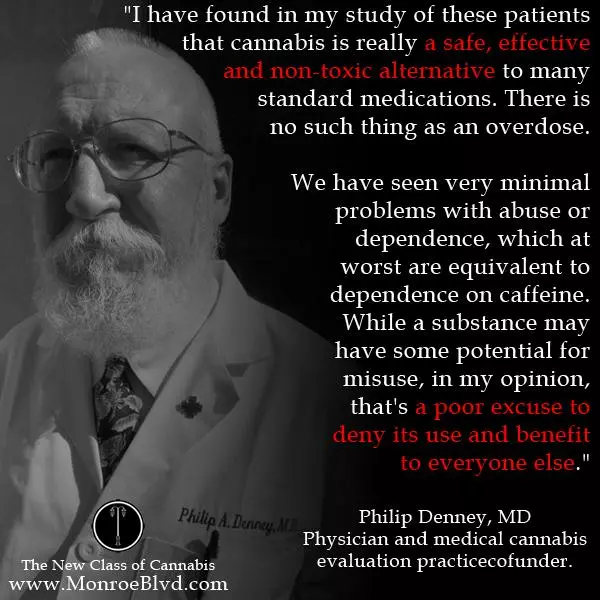 "I have found in my study of these patients
that cannabis is really a safe, effective
and non-toxic alternative to many
standard medications. There is
no such thing as an overdose.
We have seen very minimal
problems with abuse or
dependence, which at
worst are equivalent to
dependence on caffeine.
While a substance may
have some potential for
misuse, in my opinion,
that's a poor excuse to
deny its use and benefit
to everyone else."
Philip A. Denney, M.D.
Philip Denney, MD
Physician and medical cannabis
evaluation practicecofunder.
The New Class of Cannabis
www.MonroeBlvd.com